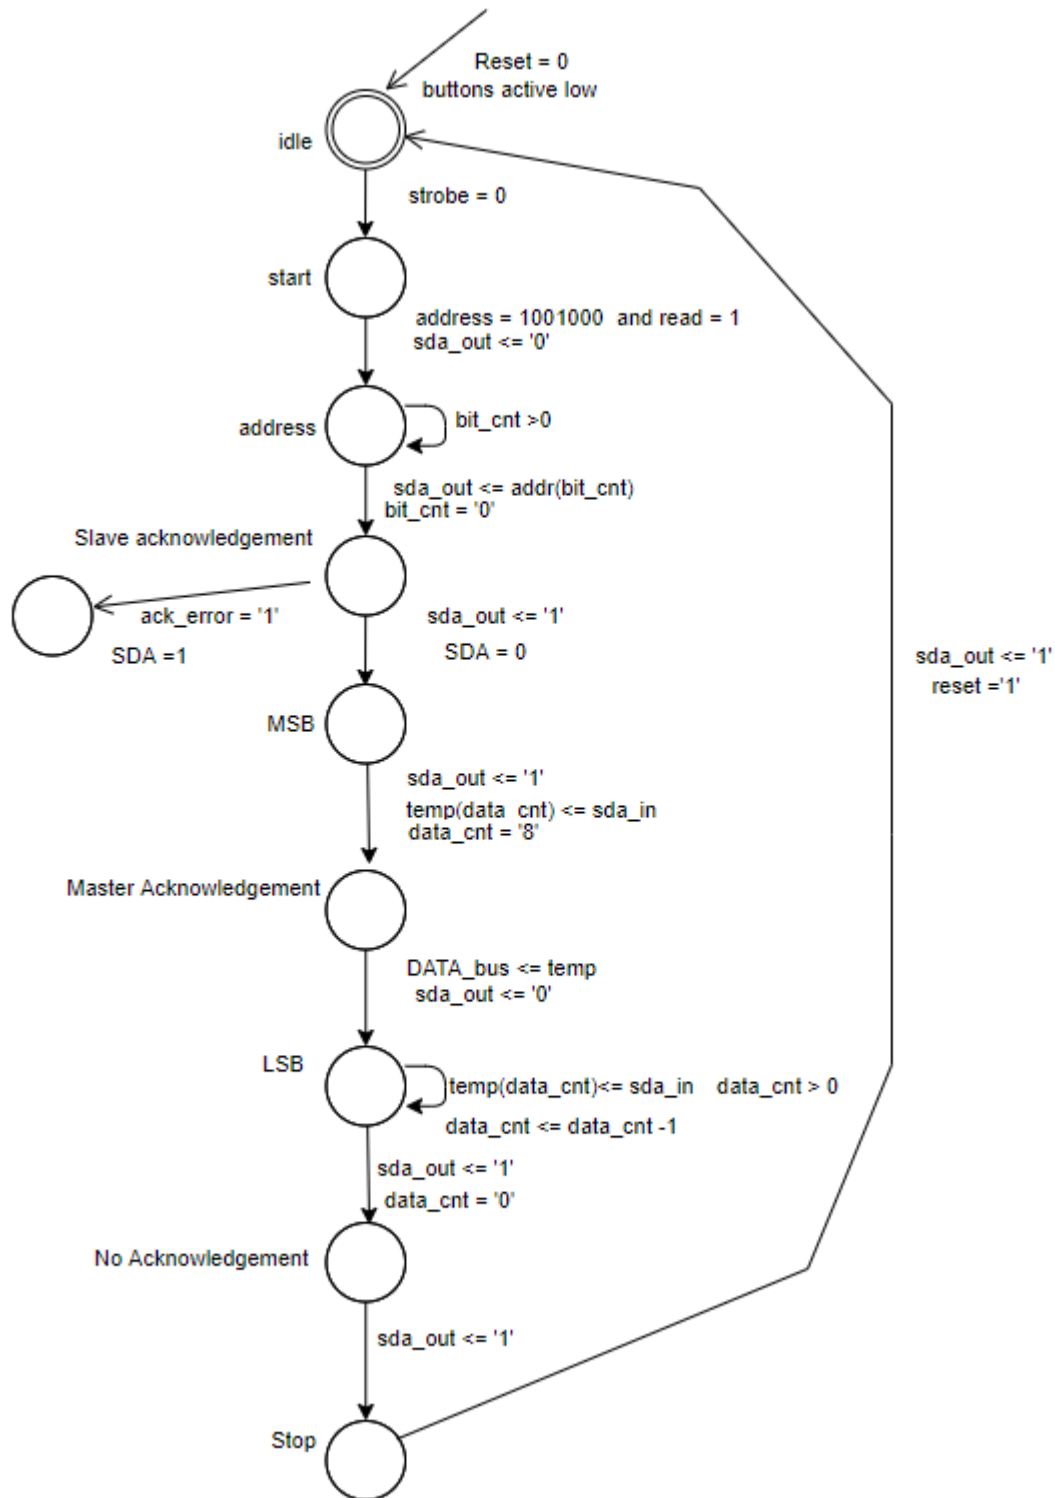 Reset = 0
buttons active low
idle
strobe = 0
start
address = 1001000 and read = 1
sda_out <= '0'
address
bit_cnt >0
sda_out <= addr(bit_cnt)
bit_cnt = '0'
Slave acknowledgement
ack_error = '1'
SDA =1
sda_out <= '1'
SDA = 0
sda_out <= '1'
reset ='1'
MSB
sda_out <= '1'
temp(data_cnt) <= sda_in
data_cnt = '8'
Master Acknowledgement
DATA_bus <= temp
sda_out <= '0'
LSB
temp(data_cnt)<= sda_in data_cnt > 0
data_cnt <= data_cnt -1
sda_out <= '1'
data_cnt = '0'
No Acknowledgement
sda_out <= '1'
Stop